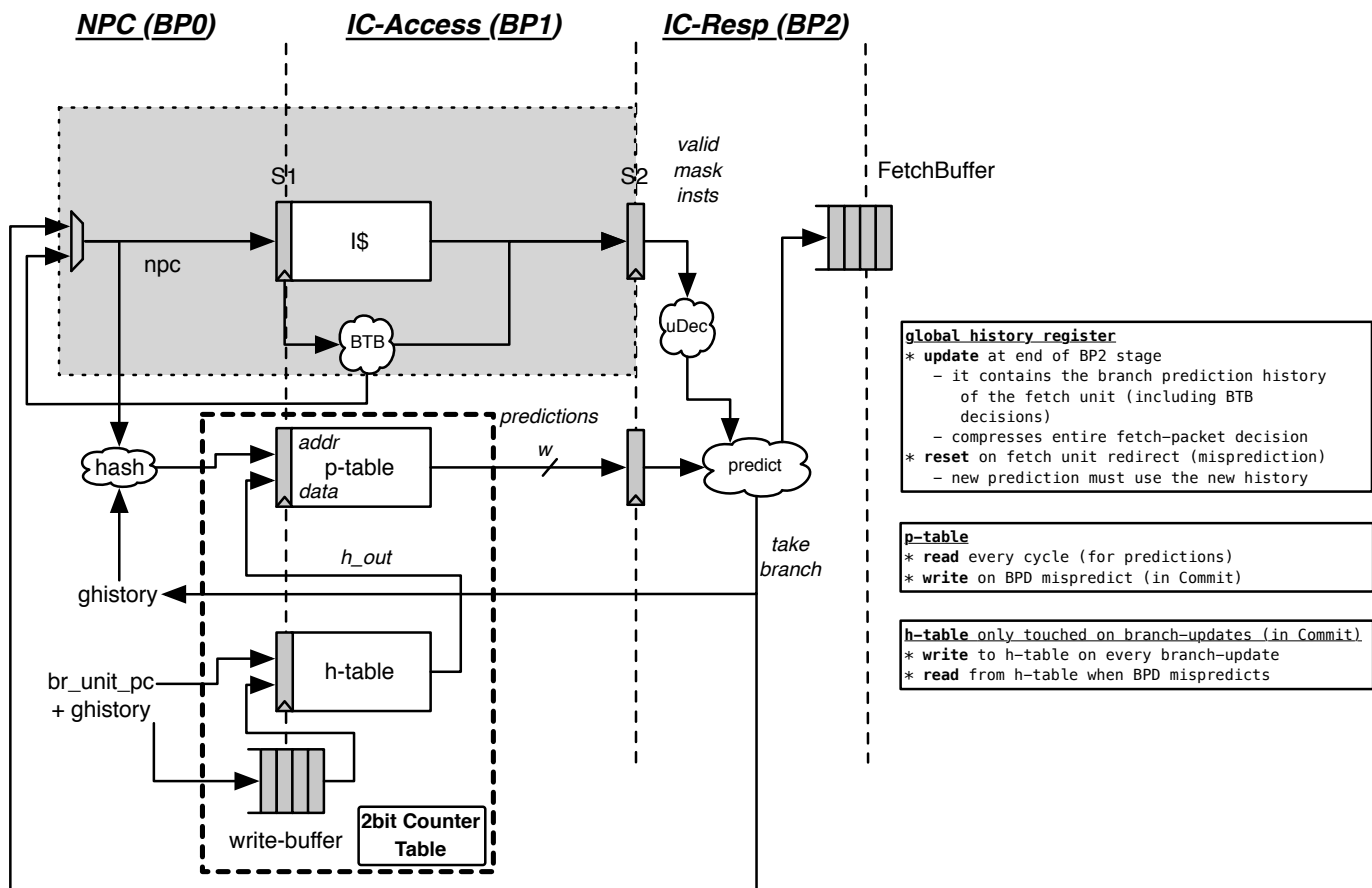 NPC (BP0)
IC-Access (BP1)
IC-Resp (BP2)
valid
mask
insts
FetchBuffer
S1
S2
I$
npc
BTB
uDec
predictions
addr
p-table
data
w
hash
predict
h_out
take
branch
ghistory
h-table
br_unit_pc
+ ghistory
write-buffer
2bit Counter
Table
global history register
* update at end of BP2 stage
– it contains the branch prediction history
of the fetch unit (including BTB
decisions)
– compresses entire fetch-packet decision
* reset on fetch unit redirect (misprediction)
– new prediction must use the new history
p-table
* read every cycle (for predictions)
* write on BPD mispredict (in Commit)
h-table only touched on branch-updates (in Commit)
* write to h-table on every branch-update
* read from h-table when BPD mispredicts